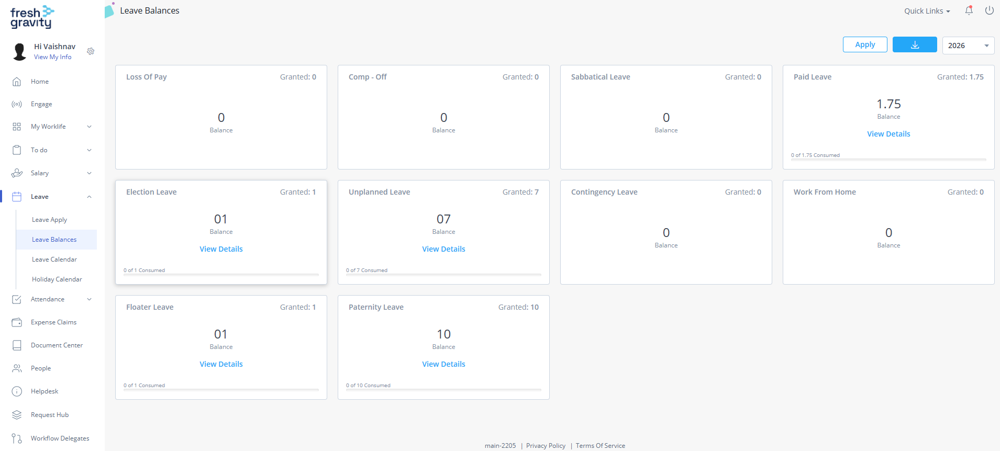 fresh
gravity
Hi Vaishnav
View My Info
Home
Engage
My Worklife
To do
Salary
Leave
Leave Apply
Leave Balances
Leave Calendar
Holiday Calendar
Attendance
Expense Claims
Document Center
People
Helpdesk
Request Hub
Workflow Delegates
Leave Balances
Quick Links
Apply
2026
Loss Of Pay
Granted: 0
0
Balance
Comp - Off
Granted: 0
0
Balance
Sabbatical Leave
Granted: 0
0
Balance
Paid Leave
Granted: 1.75
1.75
Balance
View Details
0 of 1.75 Consumed
Election Leave
Granted: 1
01
Balance
View Details
0 of 1 Consumed
Unplanned Leave
Granted: 7
07
Balance
View Details
0 of 7 Consumed
Contingency Leave
Granted: 0
0
Balance
Work From Home
Granted: 0
0
Balance
Floater Leave
Granted: 1
01
Balance
View Details
0 of 1 Consumed
Paternity Leave
Granted: 10
10
Balance
View Details
0 of 10 Consumed
main-2205 | Privacy Policy | Terms Of Service